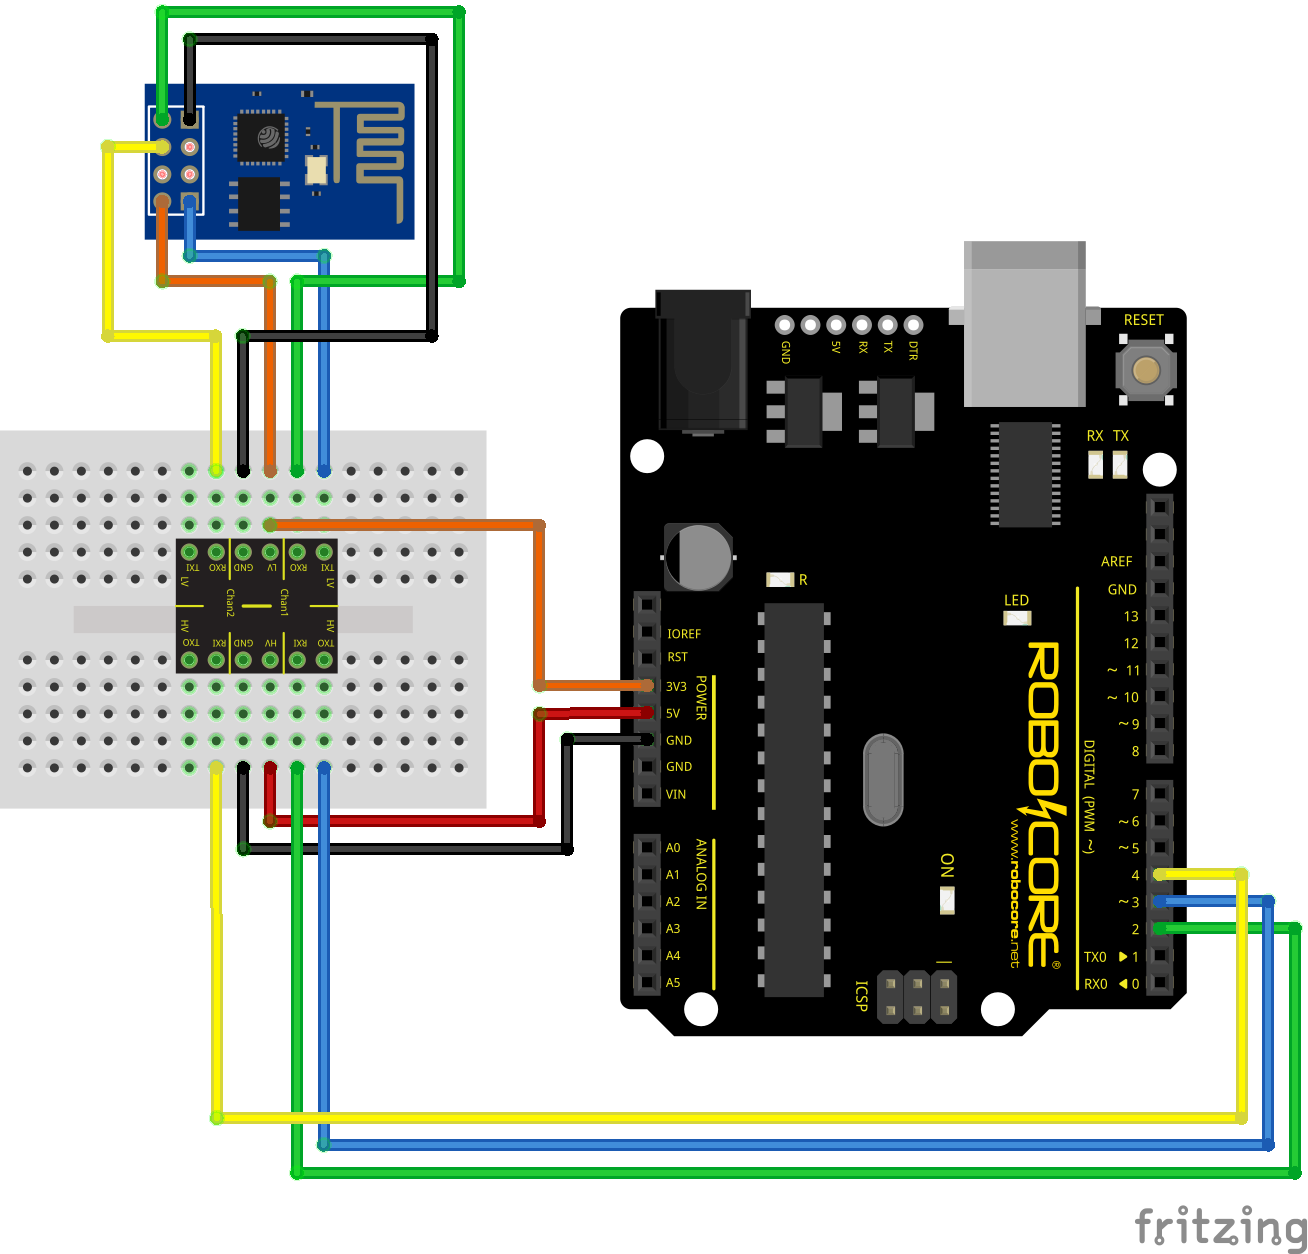 GND
5V
RX
TX
DTR
RESET
RX TX
AREF
GND
13
12
~ 11
~ 10
~ 9
8
7
~ 6
~ 5
4
~ 3
2
TX0 1
RX0 0
R
LED
IOREF
RST
3V3
5V
GND
GND
VIN
POWER
A0
A1
A2
A3
A4
A5
ANALOG IN
DIGITAL (PWM ~)
ROBOCORE®
www.robocore.net
ON
ICSP
TXI RXO GND LV RXO TXI
LV Chan2 Chan1 LV
HV HV
TXO RXI GND HV RXI TXO
fritzing